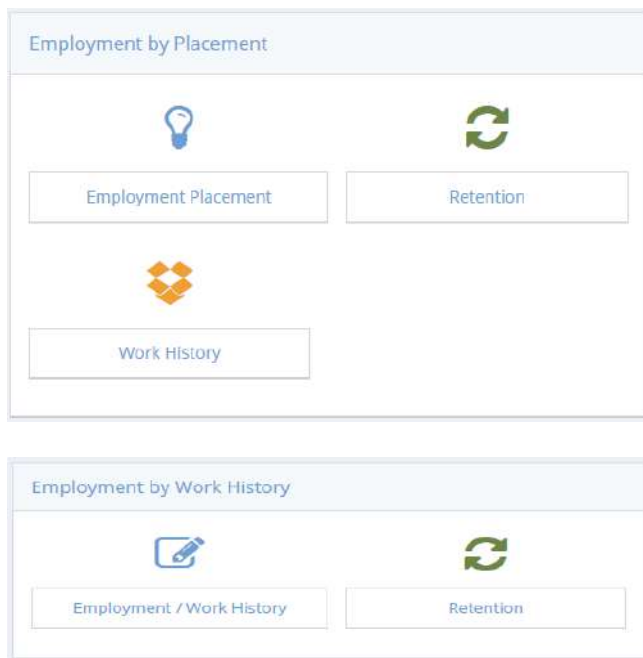 Employment by Placement
Employment Placement
Retention
Work History
Employment by Work History
Employment / Work History
Retention